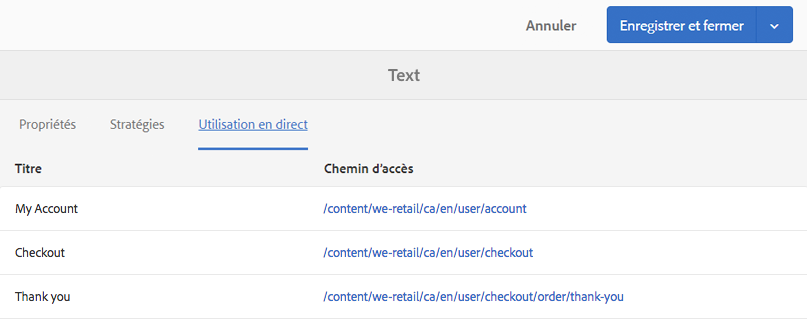 Annuler Enregistrer et fermer
Text
Propriétés Stratégies Utilisation en direct
Titre Chemin d'accès
My Account /content/we-retail/ca/en/user/account
Checkout /content/we-retail/ca/en/user/checkout
Thank you /content/we-retail/ca/en/user/checkout/order/thank-you